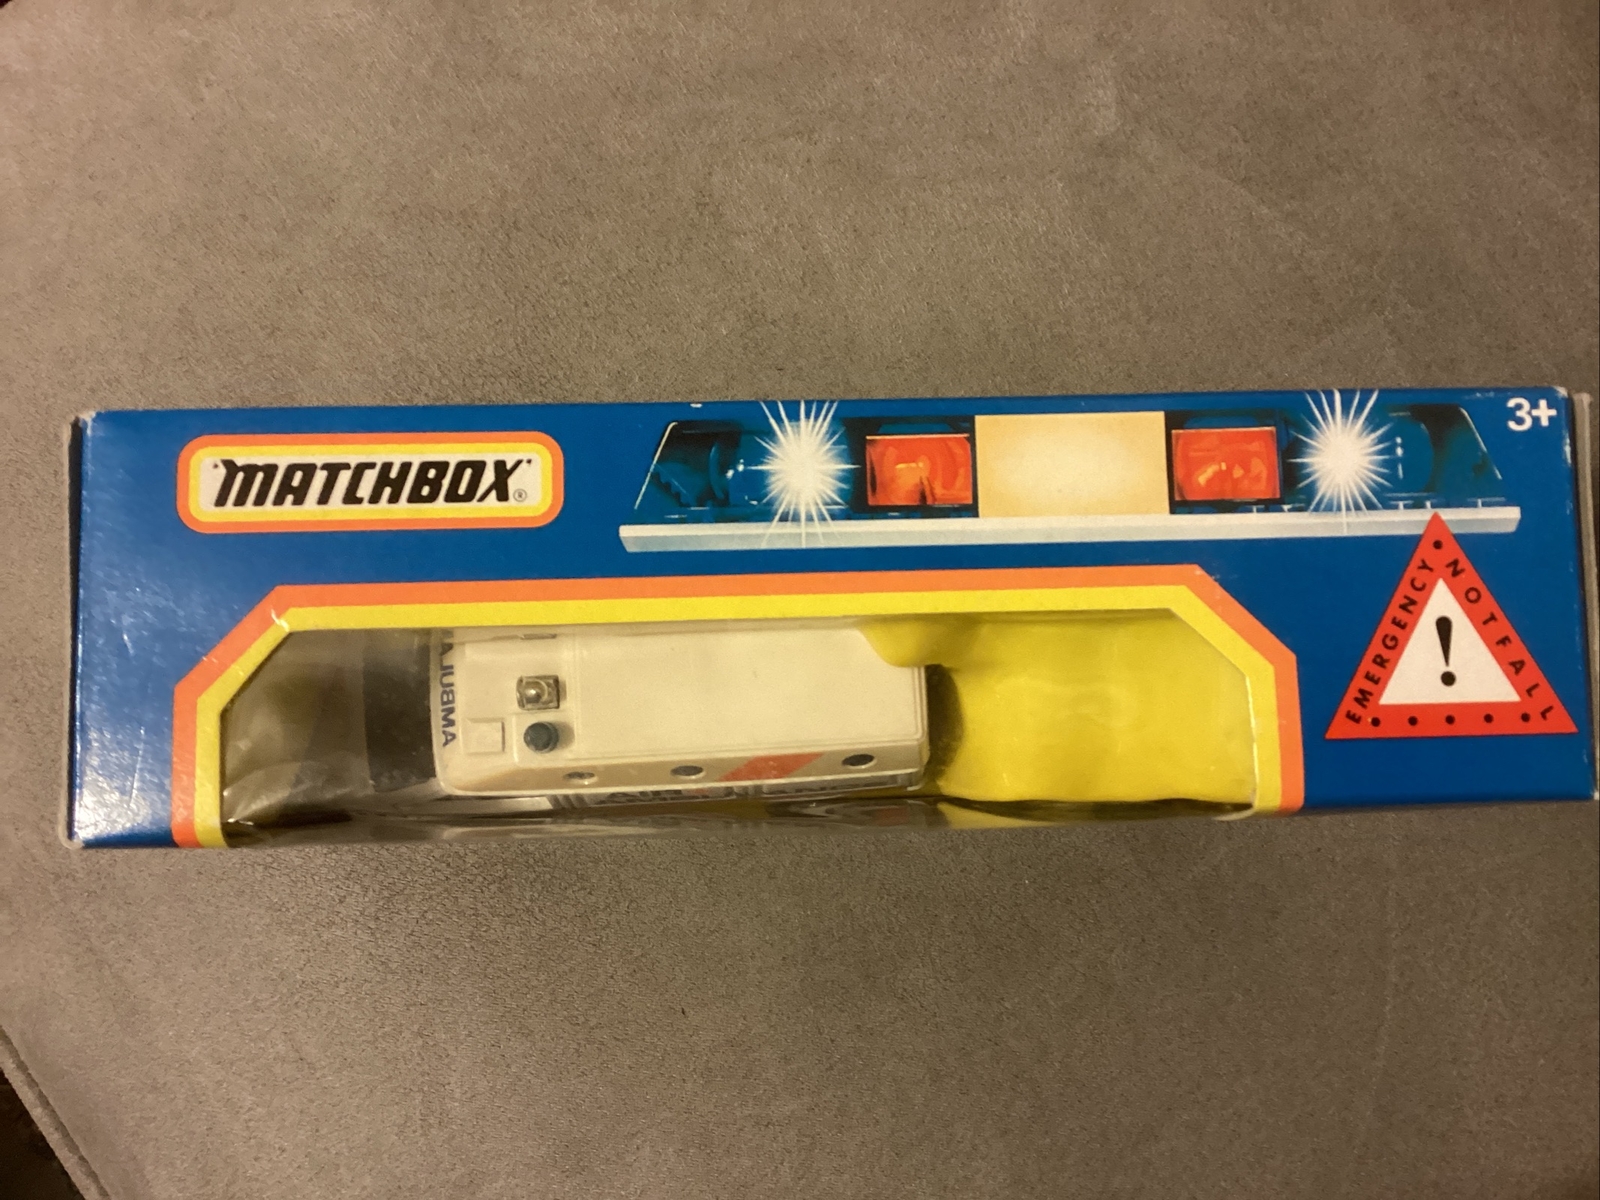 MATCHBOX®
3+
EMERGENCY NOTFALL
!